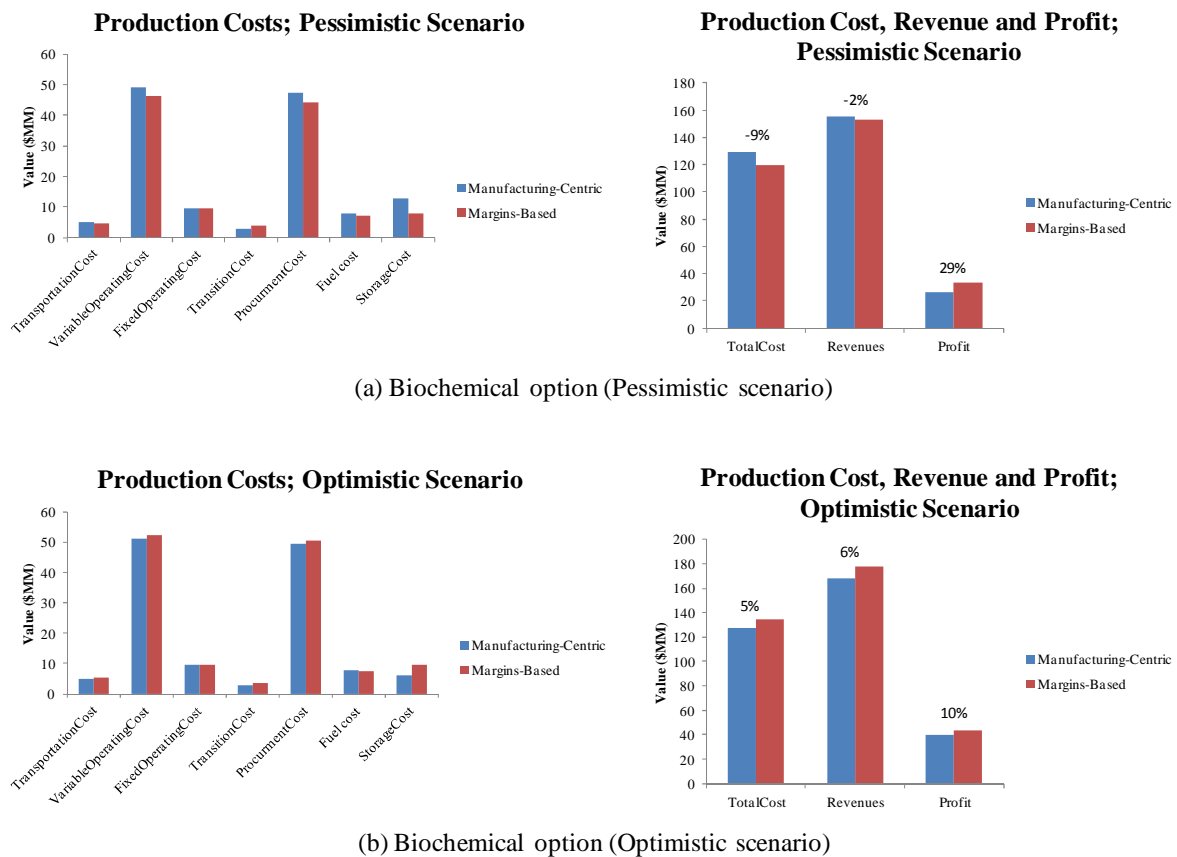 Production Costs; Pessimistic Scenario
60
50
40
30
20
10
0
Value ($MM)
TransportationCost
VariableOperatingCost
FixedOperatingCost
TransitionCost
ProcurmentCost
Fuel cost
StorageCost
Manufacturing-Centric
Margins-Based
Production Cost, Revenue and Profit;
Pessimistic Scenario
180
160
140
120
100
80
60
40
20
0
Value ($MM)
-9%
-2%
29%
TotalCost
Revenues
Profit
Manufacturing-Centric
Margins-Based
(a) Biochemical option (Pessimistic scenario)
Production Costs; Optimistic Scenario
60
50
40
30
20
10
0
Value ($MM)
TransportationCost
VariableOperatingCost
FixedOperatingCost
TransitionCost
ProcurmentCost
Fuel cost
StorageCost
Manufacturing-Centric
Margins-Based
Production Cost, Revenue and Profit;
Optimistic Scenario
200
180
160
140
120
100
80
60
40
20
0
Value ($MM)
5%
6%
10%
TotalCost
Revenues
Profit
Manufacturing-Centric
Margins-Based
(b) Biochemical option (Optimistic scenario)